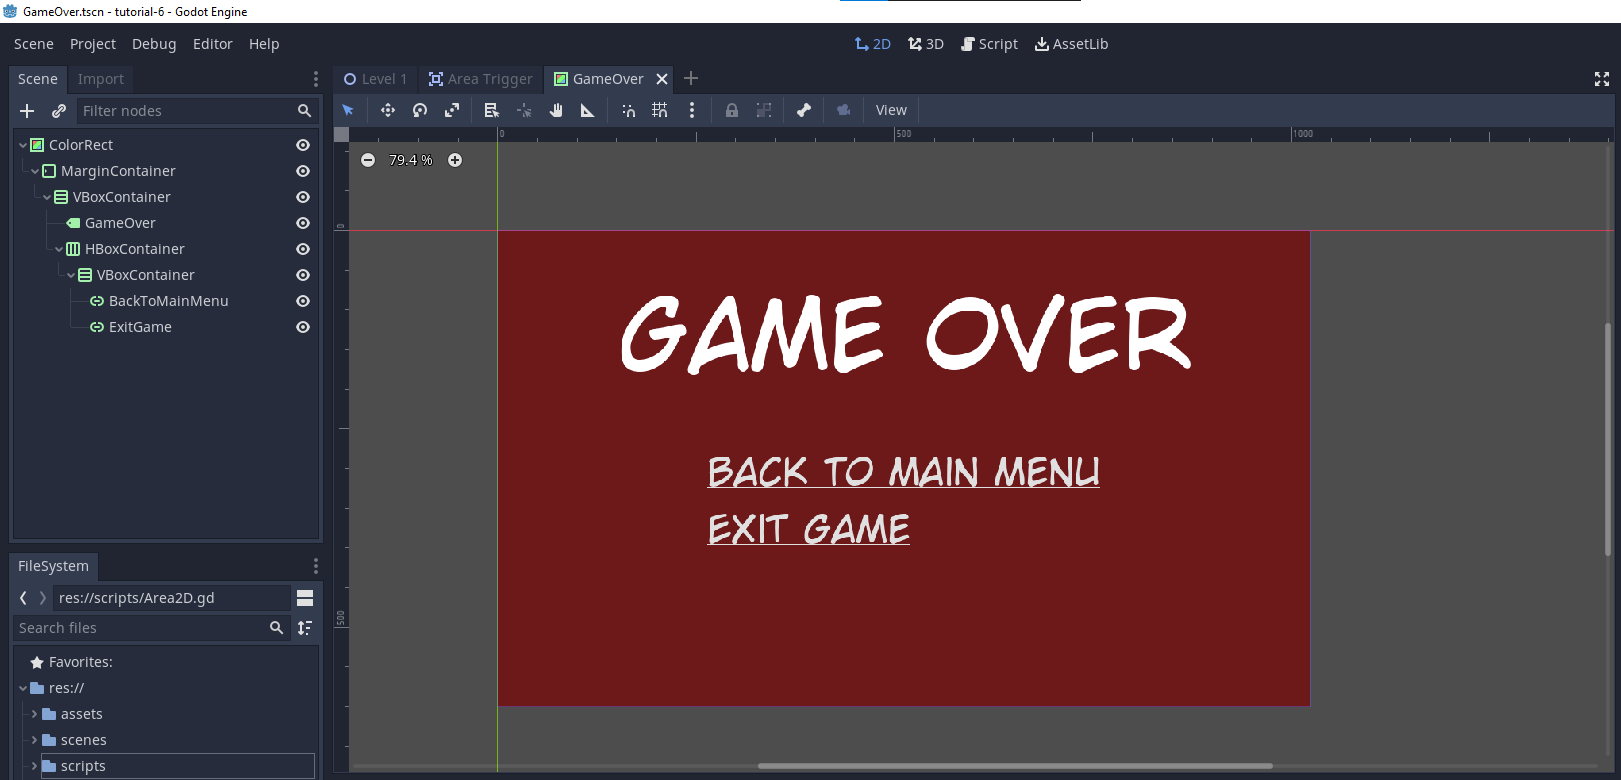 GameOver.tscn - tutorial-6 - Godot Engine
Scene Project Debug Editor Help
2D 3D Script AssetLib
Scene Import
Level 1 Area Trigger GameOver
Filter nodes
View
ColorRect
MarginContainer
VBoxContainer
GameOver
HBoxContainer
VBoxContainer
BackToMainMenu
ExitGame
0 500 1000
79.4 %
0
500
GAME OVER
BACK TO MAIN MENU
EXIT GAME
FileSystem
res://scripts/Area2D.gd
Search files
Favorites:
res://
assets
scenes
scripts